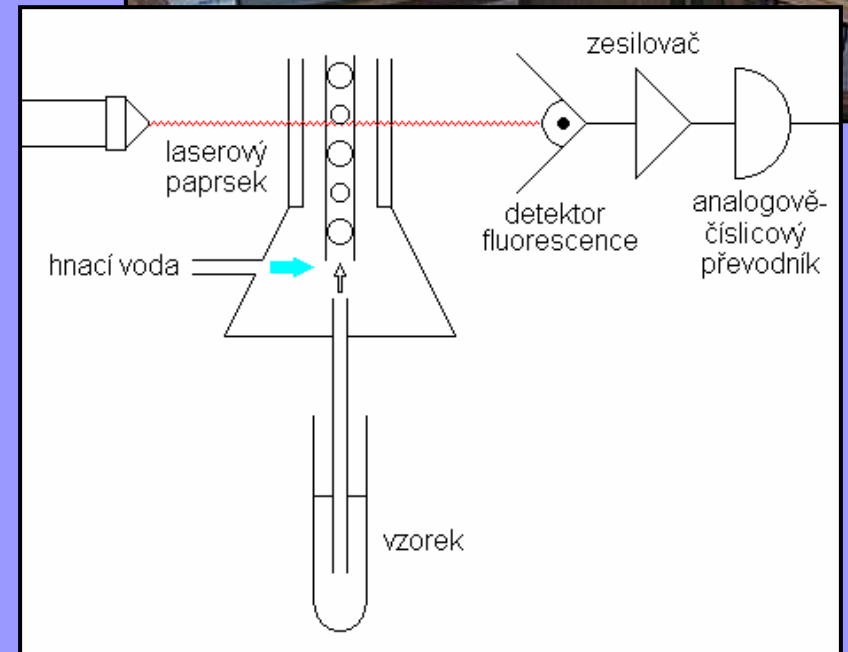 zesilovač
laserový
paprsek
detektor
fluorescence
analogově-
číslicový
převodník
hnací voda
vzorek